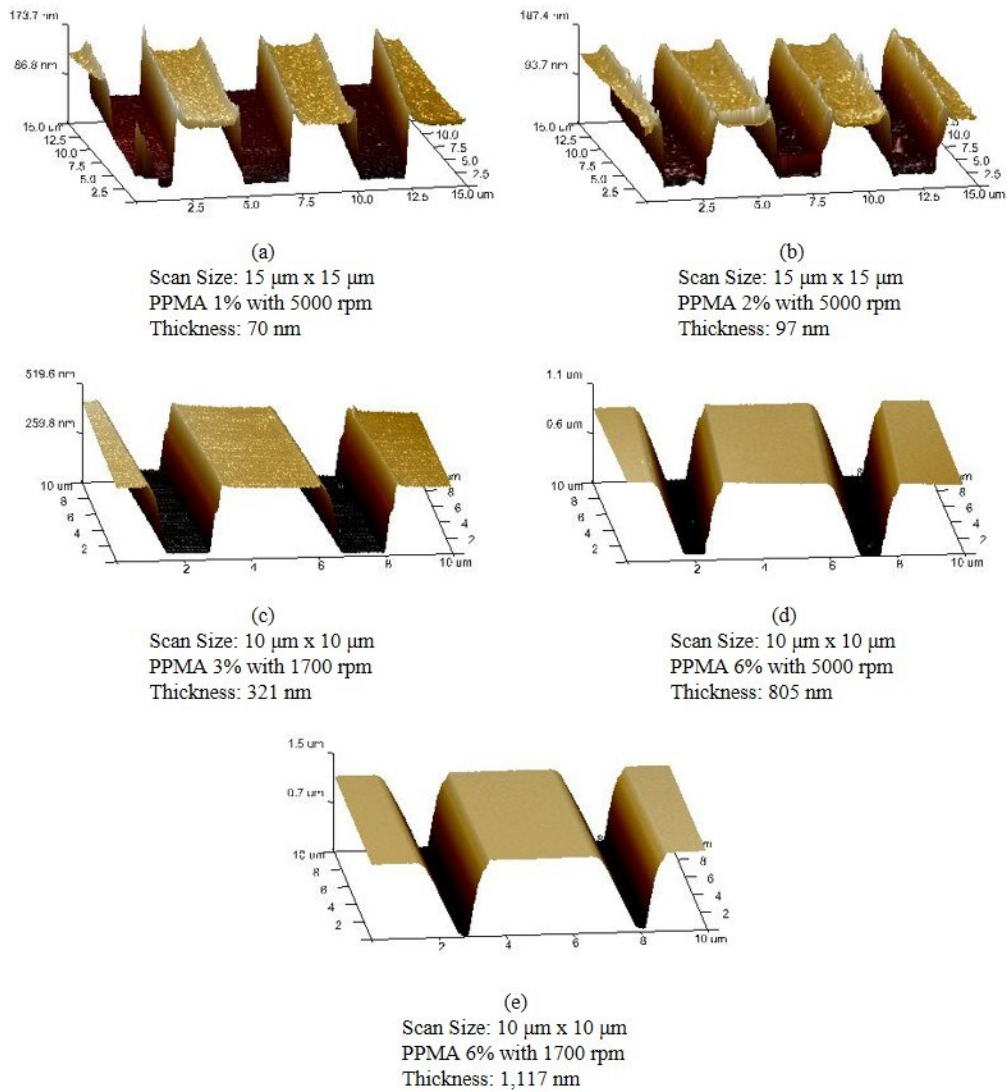 173.7 nm
86.8 nm
15.0 um
12.5
10.0
7.5
5.0
2.5
2.5
5.0
7.5
10.0
12.5
15.0 um
2.5
5.0
7.5
10.0
187.4 nm
93.7 nm
15.0 um
12.5
10.0
7.5
5.0
2.5
2.5
5.0
7.5
10.0
12.5
15.0 um
2.5
5.0
7.5
10.0
(a)
Scan Size: 15 μm x 15 μm
PPMA 1% with 5000 rpm
Thickness: 70 nm
(b)
Scan Size: 15 μm x 15 μm
PPMA 2% with 5000 rpm
Thickness: 97 nm
519.6 nm
259.8 nm
10 um
8
6
4
2
2
4
6
8
10 um
2
4
6
8
um
1.1 um
0.6 um
10 um
8
6
4
2
2
4
6
8
10 um
2
4
6
8
um
8
(c)
Scan Size: 10 μm x 10 μm
PPMA 3% with 1700 rpm
Thickness: 321 nm
(d)
Scan Size: 10 μm x 10 μm
PPMA 6% with 5000 rpm
Thickness: 805 nm
1.5 um
0.7 um
10 um
8
6
4
2
2
4
6
8
10 um
2
4
6
8
um
8
(e)
Scan Size: 10 μm x 10 μm
PPMA 6% with 1700 rpm
Thickness: 1,117 nm